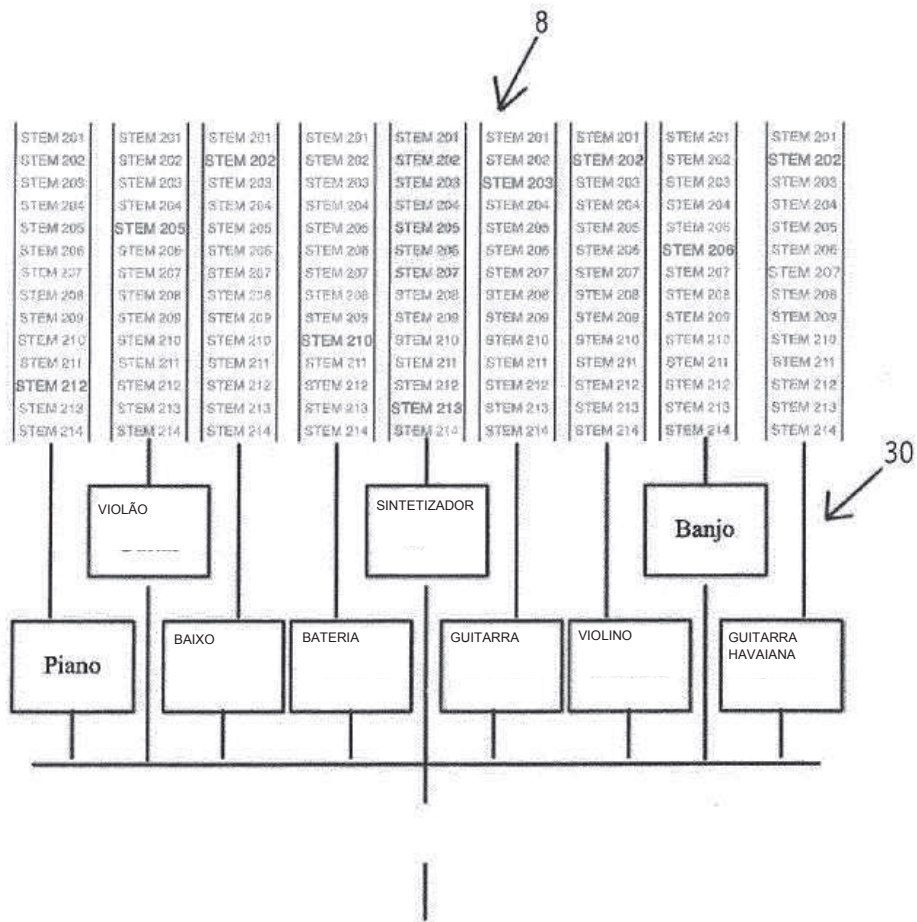 8
STEM 201 STEM 201 STEM 201 STEM 201 STEM 201 STEM 201 STEM 201 STEM 201 STEM 201
STEM 202 STEM 202 STEM 202 STEM 202 STEM 202 STEM 202 STEM 202 STEM 202 STEM 202
STEM 203 STEM 203 STEM 203 STEM 203 STEM 203 STEM 203 STEM 203 STEM 203 STEM 203
STEM 204 STEM 204 STEM 204 STEM 204 STEM 204 STEM 204 STEM 204 STEM 204 STEM 204
STEM 205 STEM 205 STEM 205 STEM 205 STEM 205 STEM 205 STEM 205 STEM 205 STEM 205
STEM 206 STEM 206 STEM 206 STEM 206 STEM 206 STEM 206 STEM 206 STEM 206 STEM 206
STEM 207 STEM 207 STEM 207 STEM 207 STEM 207 STEM 207 STEM 207 STEM 207 STEM 207
STEM 208 STEM 208 STEM 208 STEM 208 STEM 208 STEM 208 STEM 208 STEM 208 STEM 208
STEM 209 STEM 209 STEM 209 STEM 209 STEM 209 STEM 209 STEM 209 STEM 209 STEM 209
STEM 210 STEM 210 STEM 210 STEM 210 STEM 210 STEM 210 STEM 210 STEM 210 STEM 210
STEM 211 STEM 211 STEM 211 STEM 211 STEM 211 STEM 211 STEM 211 STEM 211 STEM 211
STEM 212 STEM 212 STEM 212 STEM 212 STEM 212 STEM 212 STEM 212 STEM 212 STEM 212
STEM 213 STEM 213 STEM 213 STEM 213 STEM 213 STEM 213 STEM 213 STEM 213 STEM 213
STEM 214 STEM 214 STEM 214 STEM 214 STEM 214 STEM 214 STEM 214 STEM 214 STEM 214
30
VIOLÃO SINTETIZADOR Banjo
Piano BAIXO BATERIA GUITARRA VIOLINO GUITARRA
HAVAIANA